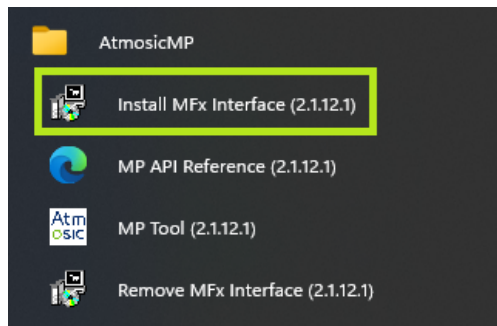 AtmosicMP
Install MFx Interface (2.1.12.1)
MP API Reference (2.1.12.1)
Atm
osic
MP Tool (2.1.12.1)
Remove MFx Interface (2.1.12.1)